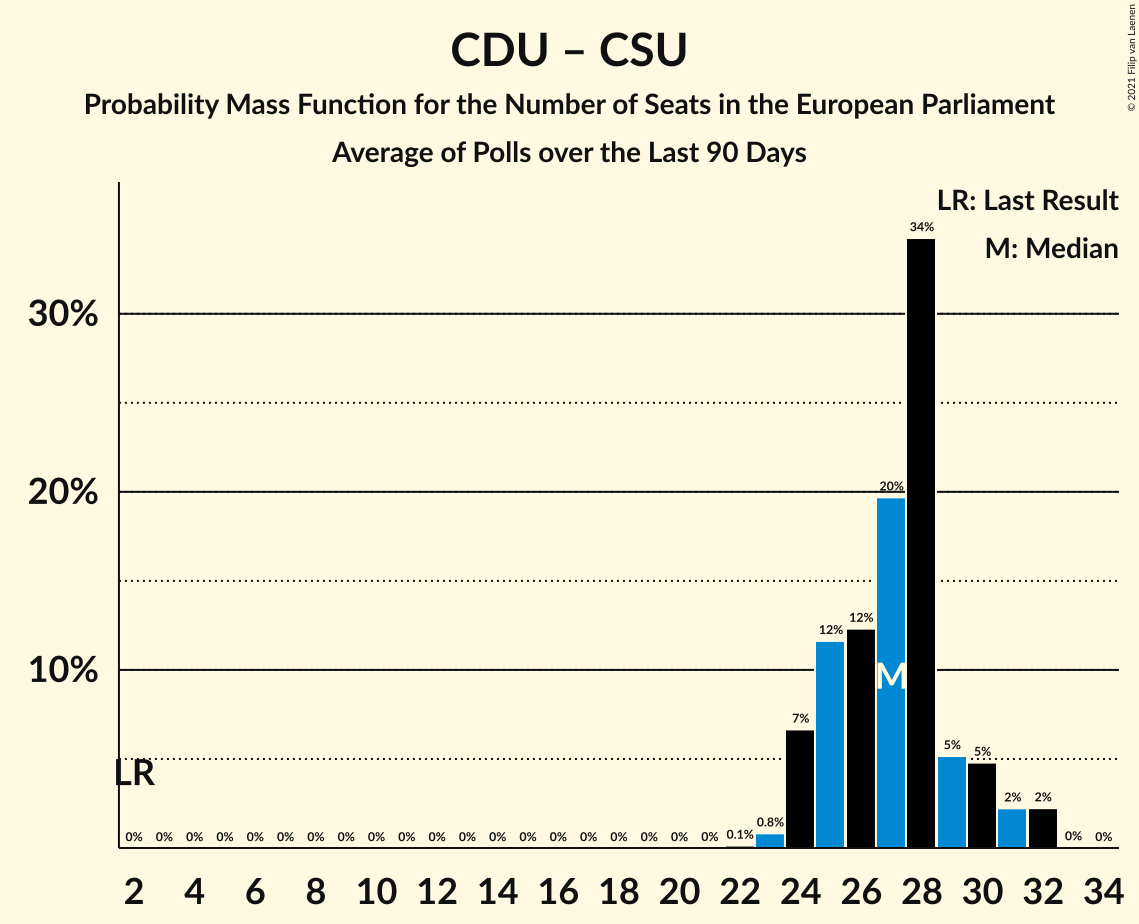 CDU – CSU
Probability Mass Function for the Number of Seats in the European Parliament
Average of Polls over the Last 90 Days
© 2021 Filip van Laenen
LR: Last Result
M: Median
34%
30%
20%
20%
12%
12%
10%
M
7%
5%
5%
LR
2%
2%
0.8%
0.1%
0% 0% 0% 0% 0% 0% 0% 0% 0% 0% 0% 0% 0% 0% 0% 0% 0% 0% 0% 0% 0% 0%
2 4 6 8 10 12 14 16 18 20 22 24 26 28 30 32 34